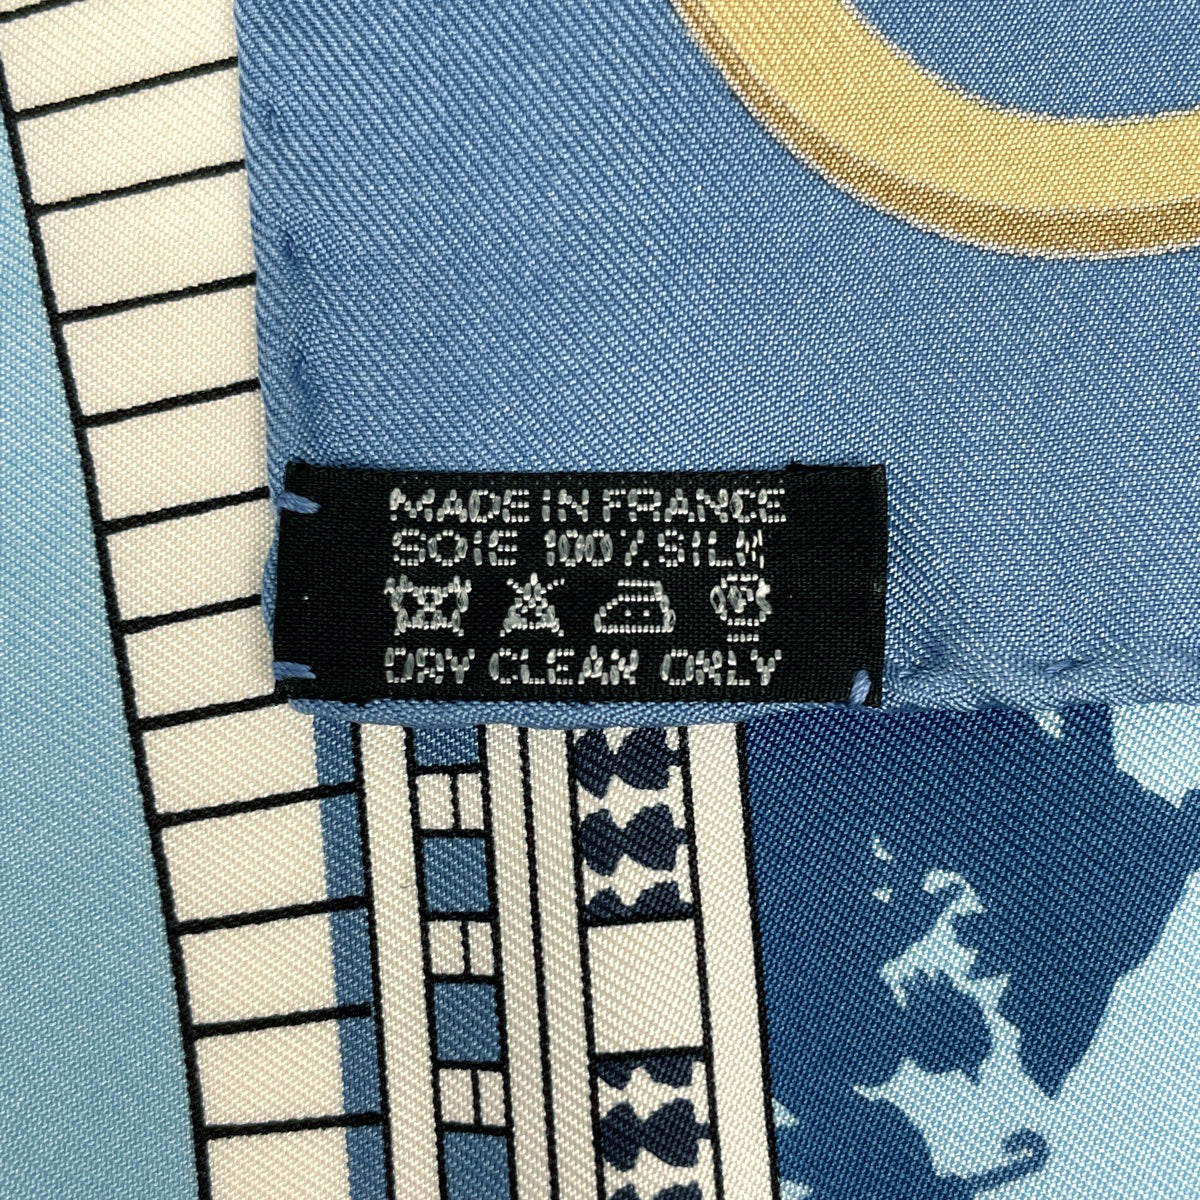 MADE IN FRANCE
SOIE 100% SILK
DRY CLEAN ONLY